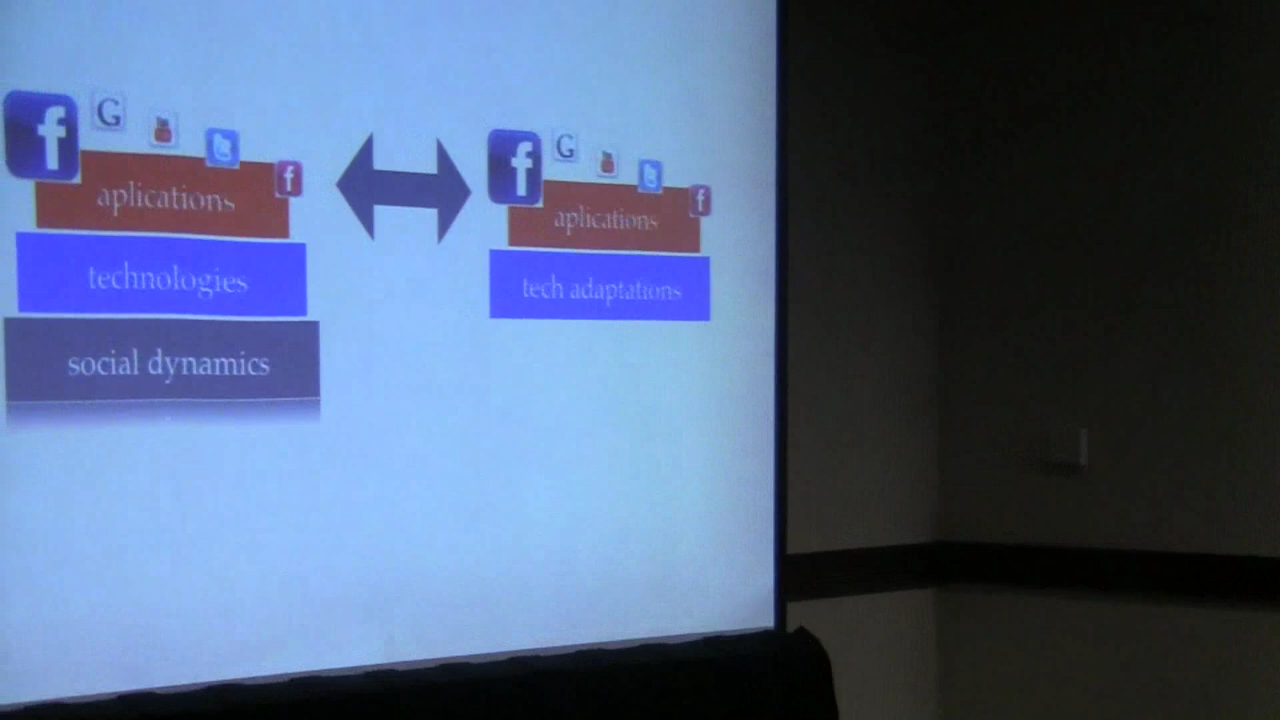 f G f
aplications
technologies
social dynamics
f G f
aplications
tech adaptations